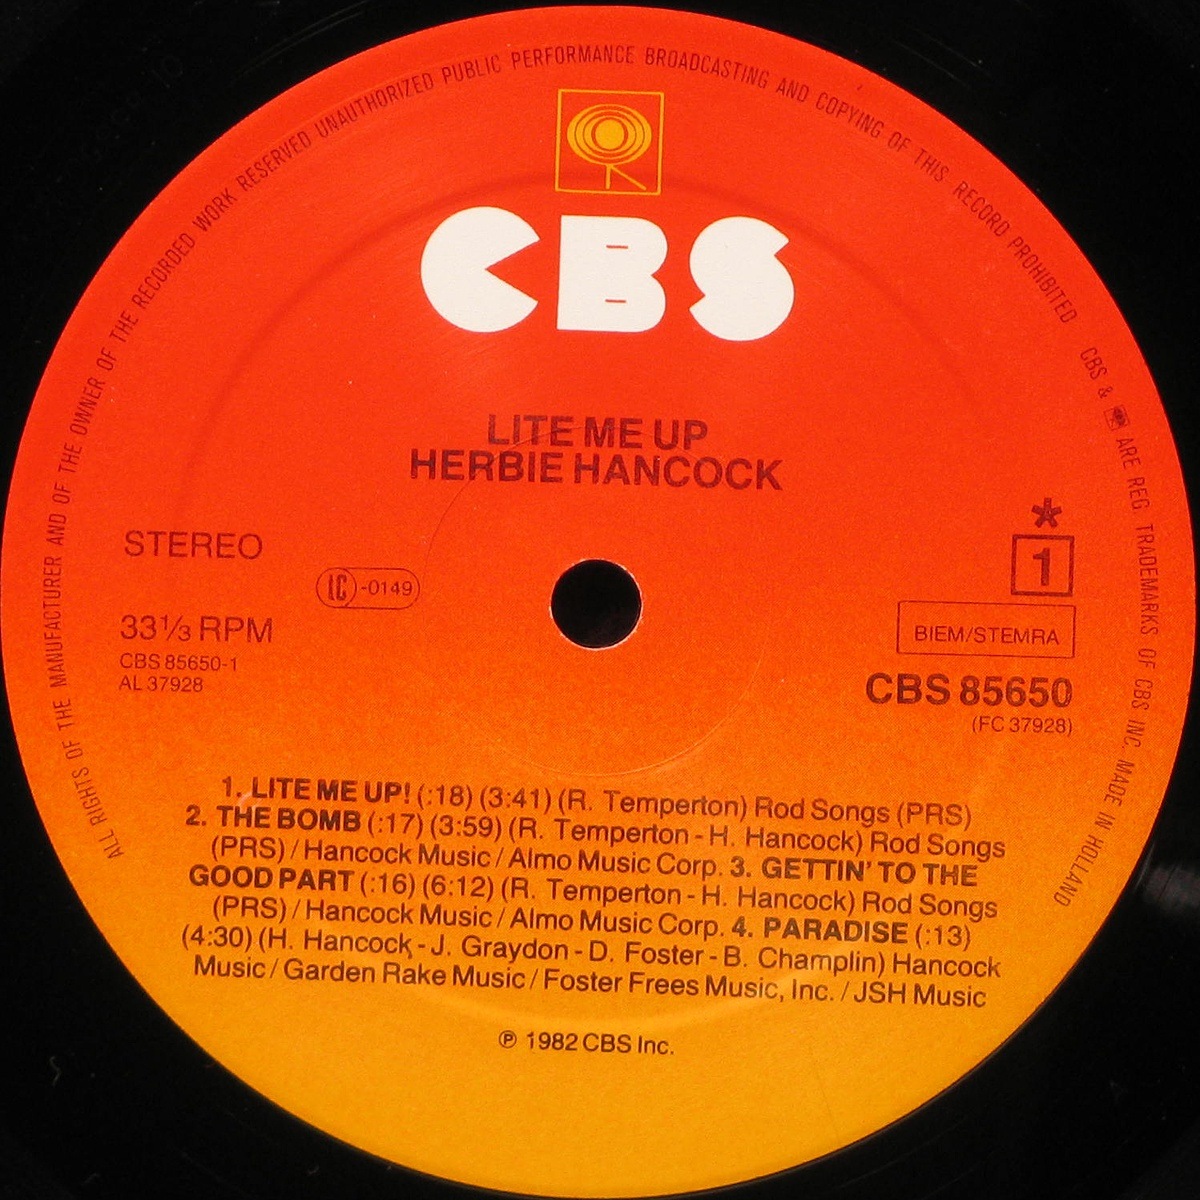 ALL RIGHTS OF THE MANUFACTURER AND OF THE OWNER OF THE RECORDED WORK RESERVED UNAUTHORIZED PUBLIC PERFORMANCE BROADCASTING AND COPYING OF THIS RECORD PROHIBITED CBS & ARE REG. TRADEMARKS OF CBS INC. MADE IN HOLLAND
CBS
LITE ME UP
HERBIE HANCOCK
STEREO
LC-0149
33⅓ RPM
CBS 85650-1
AL 37928
*
1
BIEM/STEMRA
CBS 85650
(FC 37928)
1. LITE ME UP! (:18) (3:41) (R. Temperton) Rod Songs (PRS)
2. THE BOMB (:17) (3:59) (R. Temperton - H. Hancock) Rod Songs
(PRS) / Hancock Music / Almo Music Corp. 3. GETTIN' TO THE
GOOD PART (:16) (6:12) (R. Temperton - H. Hancock) Rod Songs
(PRS) / Hancock Music / Almo Music Corp. 4. PARADISE (:13)
(4:30) (H. Hancock - J. Graydon - D. Foster - B. Champlin) Hancock
Music / Garden Rake Music / Foster Frees Music, Inc. / JSH Music
℗ 1982 CBS Inc.